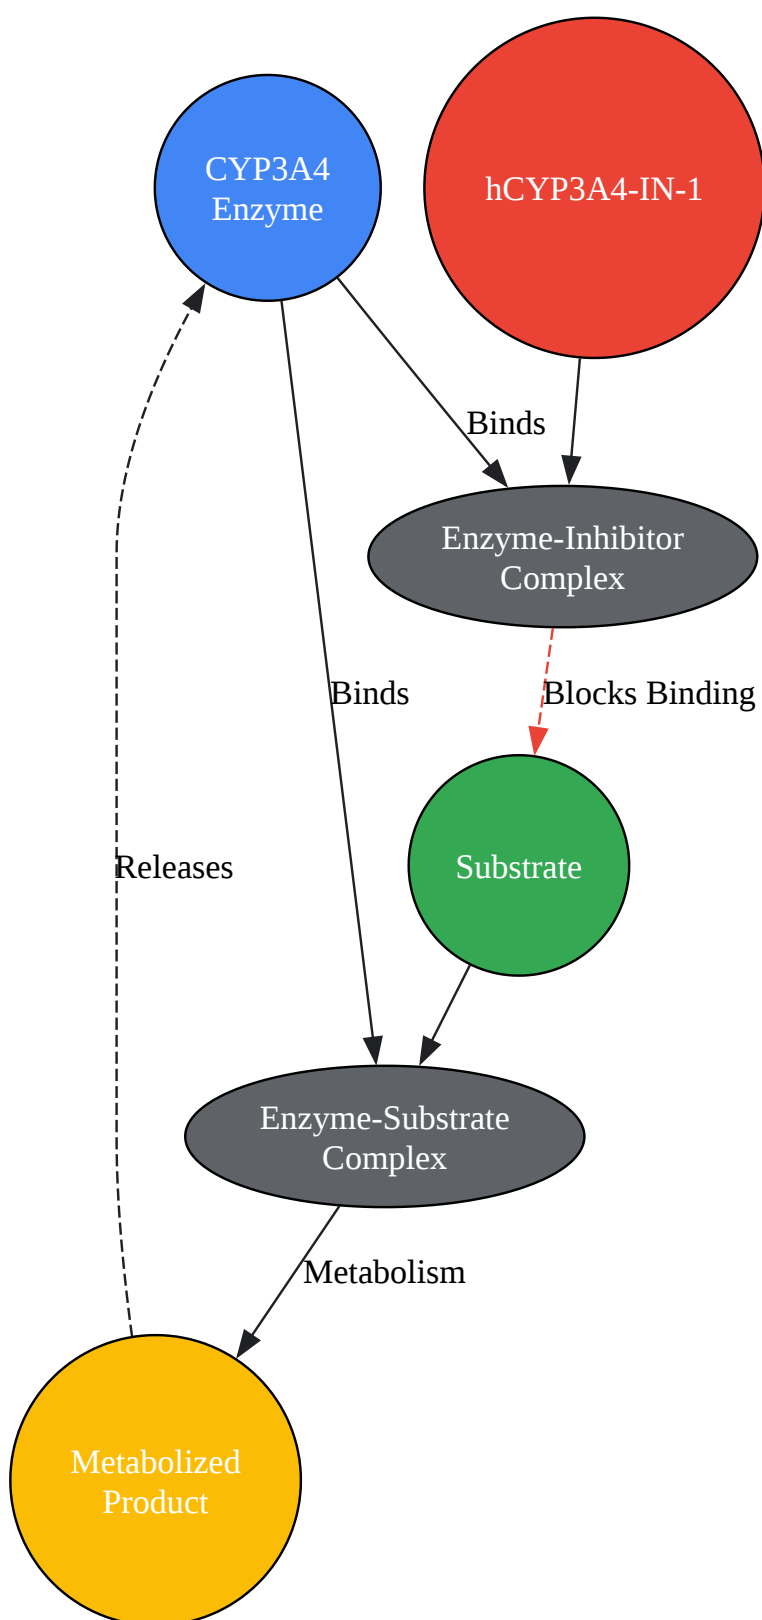 CYP3A4
Enzyme
hCYP3A4-IN-1
Binds
Enzyme-Inhibitor
Complex
Binds
Blocks Binding
Releases
Substrate
Enzyme-Substrate
Complex
Metabolism
Metabolized
Product